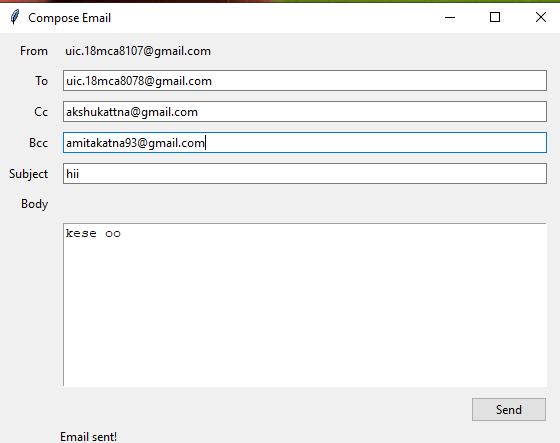 Compose Email
From uic.18mca8107@gmail.com
To uic.18mca8078@gmail.com
Cc akshukattna@gmail.com
Bcc amitakatna93@gmail.com
Subject hii
Body
kese oo
Send
Email sent!